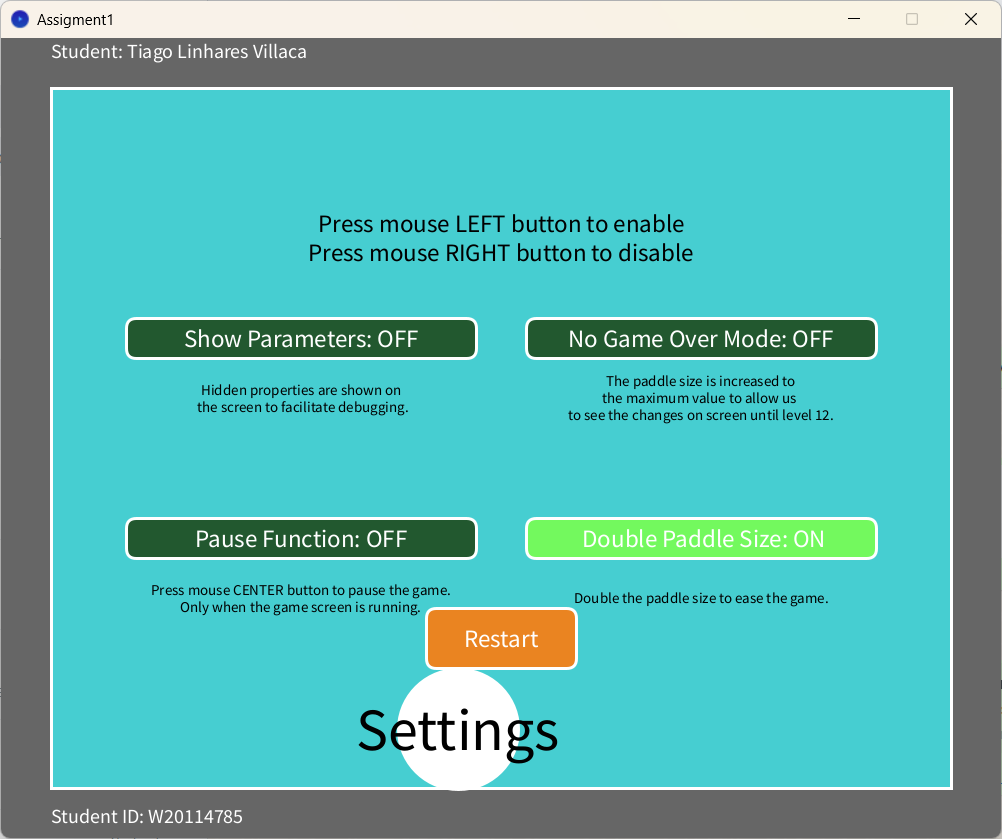 Assigment1
Student: Tiago Linhares Villaca
Press mouse LEFT button to enable
Press mouse RIGHT button to disable
Show Parameters: OFF
Hidden properties are shown on
the screen to facilitate debugging.
No Game Over Mode: OFF
The paddle size is increased to
the maximum value to allow us
to see the changes on screen until level 12.
Pause Function: OFF
Press mouse CENTER button to pause the game.
Only when the game screen is running.
Double Paddle Size: ON
Double the paddle size to ease the game.
Restart
Settings
Student ID: W20114785